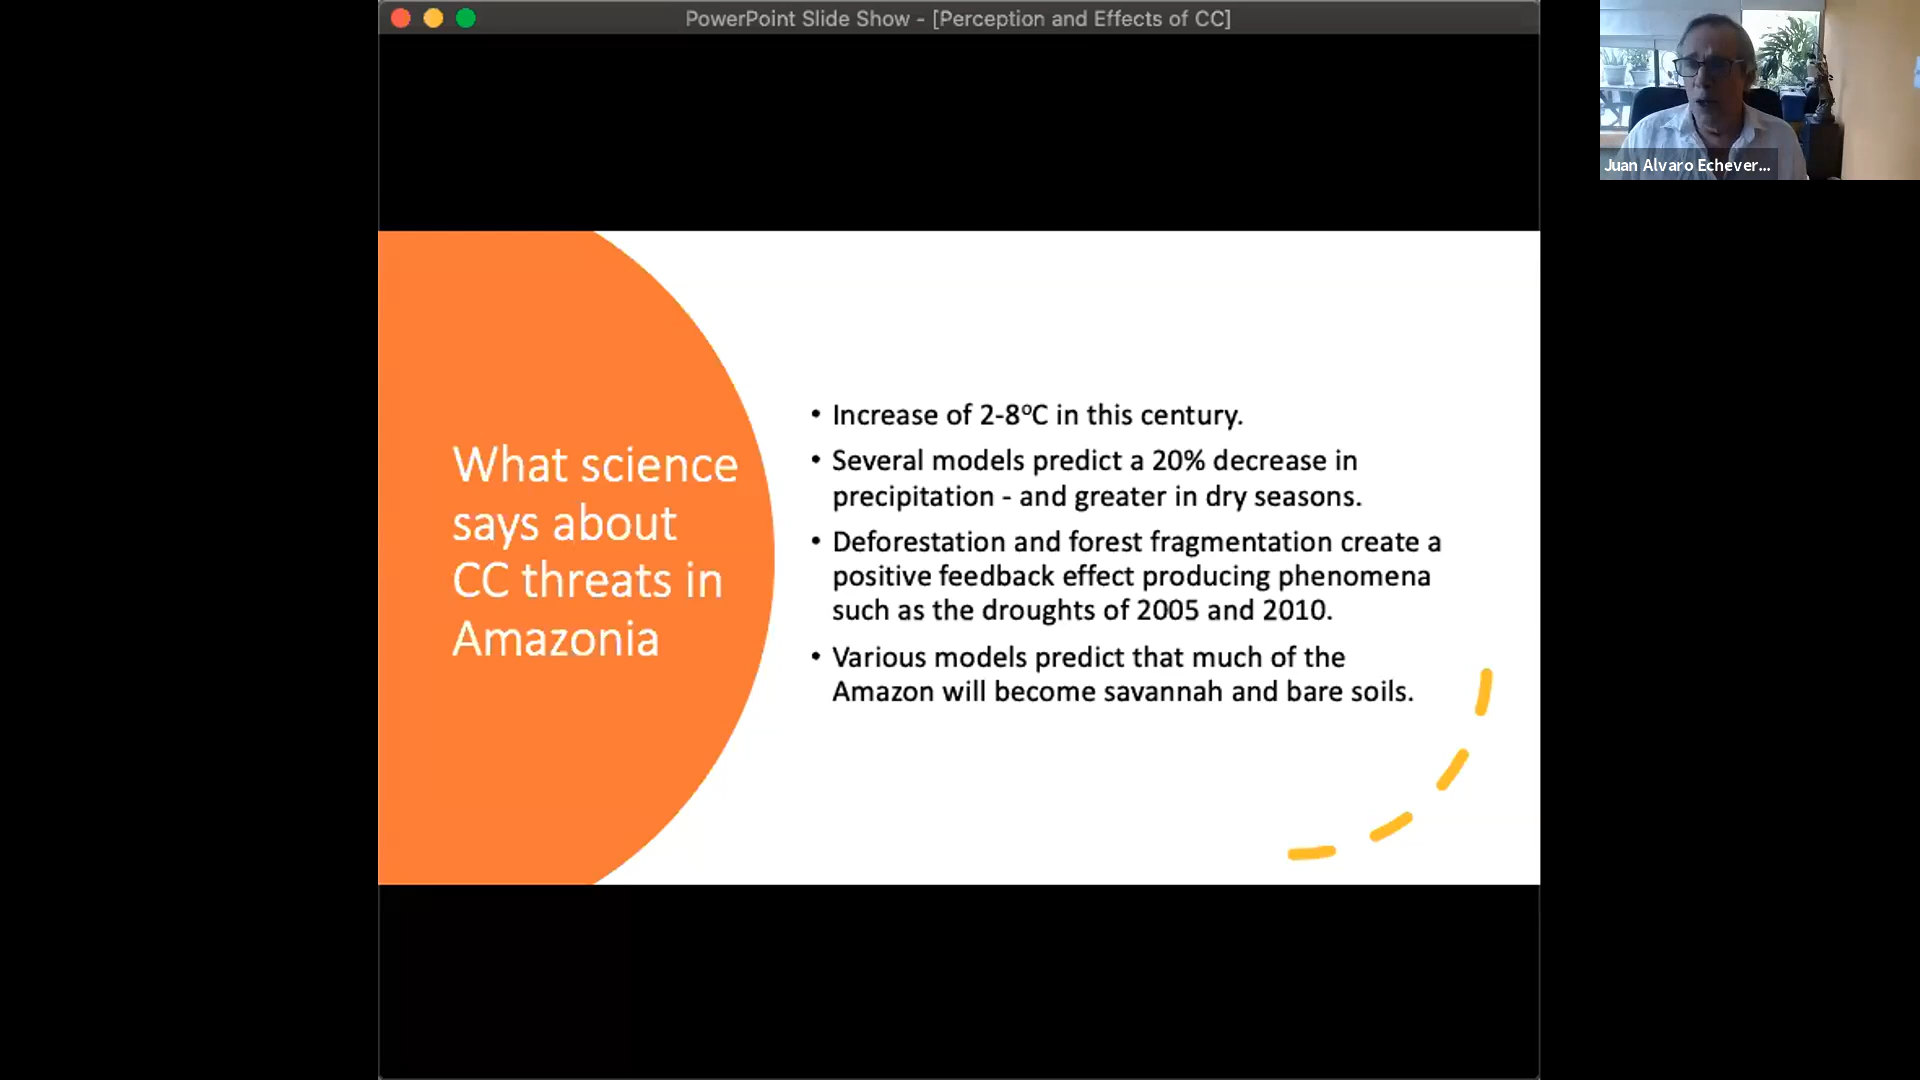 PowerPoint Slide Show - [Perception and Effects of CC]
Juan Alvaro Echever...
What science
says about
CC threats in
Amazonia
• Increase of 2-8ºC in this century.
• Several models predict a 20% decrease in
precipitation - and greater in dry seasons.
• Deforestation and forest fragmentation create a
positive feedback effect producing phenomena
such as the droughts of 2005 and 2010.
• Various models predict that much of the
Amazon will become savannah and bare soils.